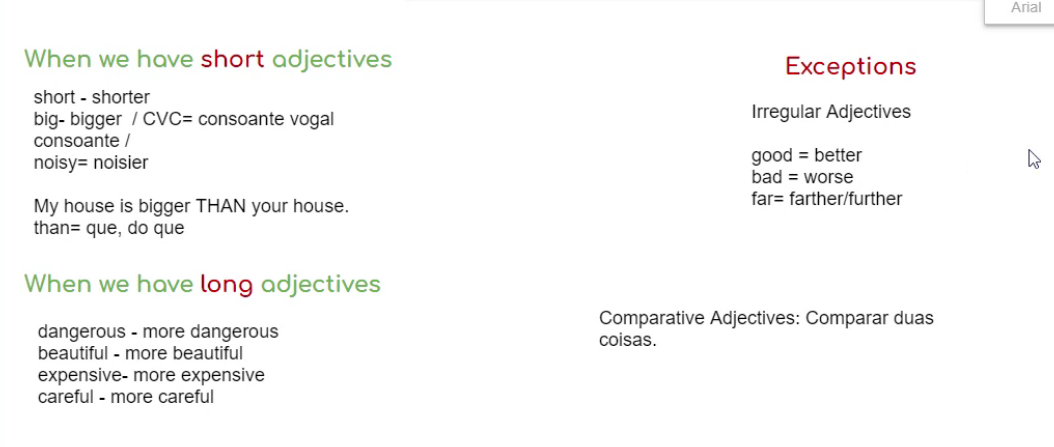 Arial
When we have short adjectives
short - shorter
big- bigger / CVC= consoante vogal
consoante /
noisy= noisier
My house is bigger THAN your house.
than= que, do que
When we have long adjectives
dangerous - more dangerous
beautiful - more beautiful
expensive- more expensive
careful - more careful
Exceptions
Irregular Adjectives
good = better
bad = worse
far= farther/further
Comparative Adjectives: Comparar duas
coisas.